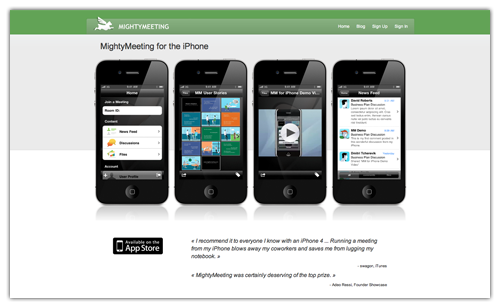 MIGHTYMEETING
Home Blog Sign Up Sign In
MightyMeeting for the iPhone
Home
MM User Stories
MM for iPhone Demo V...
News Feed
Join a Meeting
Room ID
Content
News Feed
Discussions
Files
Account
User Profile
David Roberts
Business Plan Discussion
MM Demo
Business Plan Discussion
Dmitri Tcherevik
Business Plan Discussion
Available on the
App Store
« I recommend it to everyone I know with an iPhone 4 ... Running a meeting
from my iPhone blows away my coworkers and saves me from lugging my
notebook. »
- swagon, iTunes
« MightyMeeting was certainly deserving of the top prize. »
- Adeo Ressi, Founder Showcase